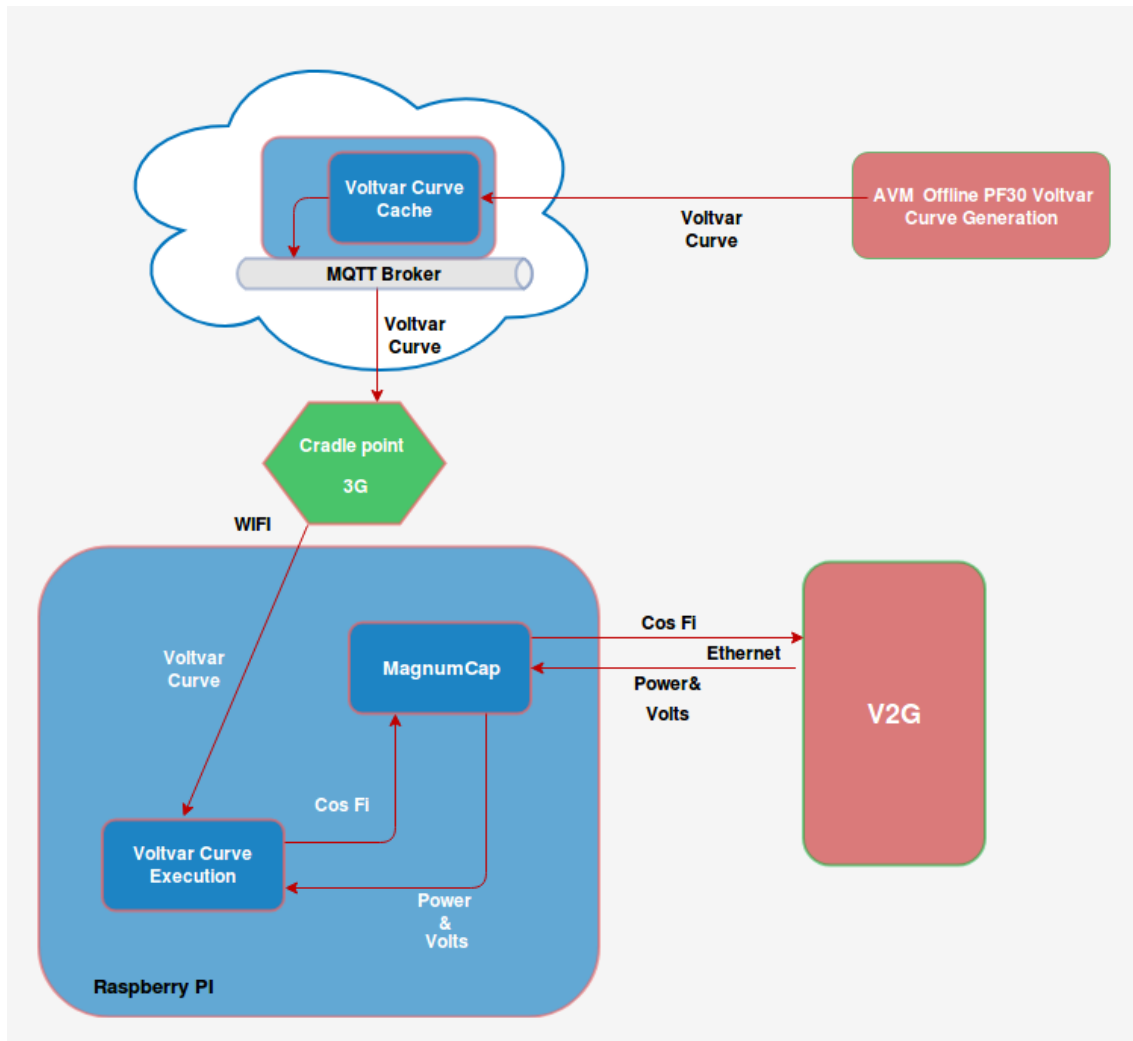 Voltvar Curve
Cache
AVM Offline PF30 Voltvar
Curve Generation
Voltvar
Curve
MQTT Broker
Voltvar
Curve
Cradle point
3G
WIFI
Cos Fi
Ethernet
Power&
Volts
V2G
MagnumCap
Voltvar
Curve
Cos Fi
Voltvar Curve
Execution
Power
&
Volts
Raspberry PI